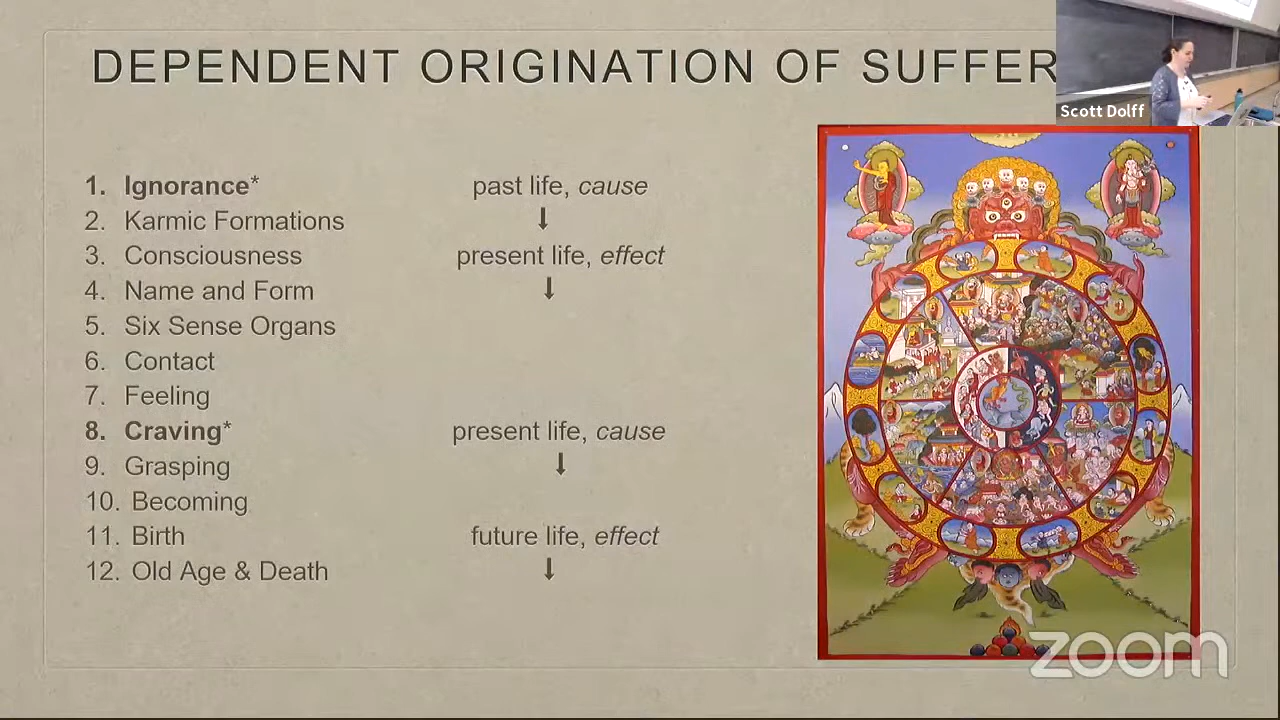 DEPENDENT ORIGINATION OF SUFFER
Scott Dolff
1. Ignorance* past life, cause
2. Karmic Formations ⬇
3. Consciousness present life, effect
4. Name and Form ⬇
5. Six Sense Organs
6. Contact
7. Feeling
8. Craving* present life, cause
9. Grasping ⬇
10. Becoming
11. Birth future life, effect
12. Old Age & Death ⬇
zoom